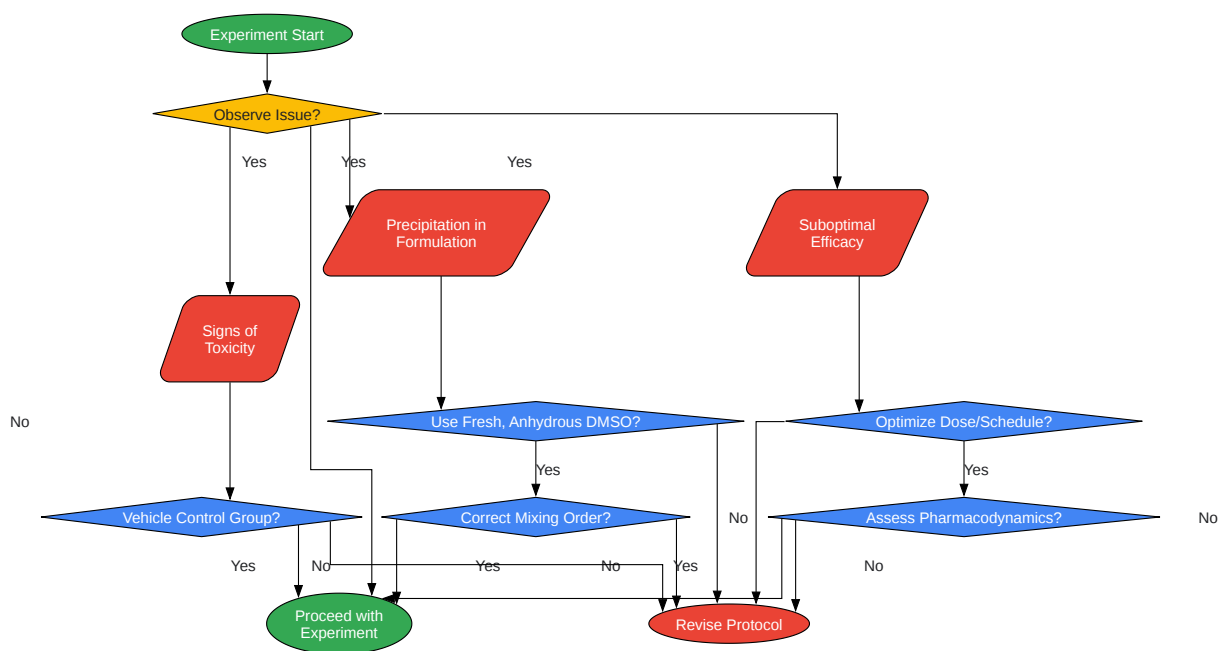 Experiment Start
Observe Issue?
Yes
Yes
Yes
Precipitation in
Formulation
Suboptimal
Efficacy
Signs of
Toxicity
No
Use Fresh, Anhydrous DMSO?
Optimize Dose/Schedule?
Yes
Yes
Vehicle Control Group?
Correct Mixing Order?
No
Assess Pharmacodynamics?
No
Yes
No
Yes
No
Yes
No
Proceed with
Experiment
Revise Protocol